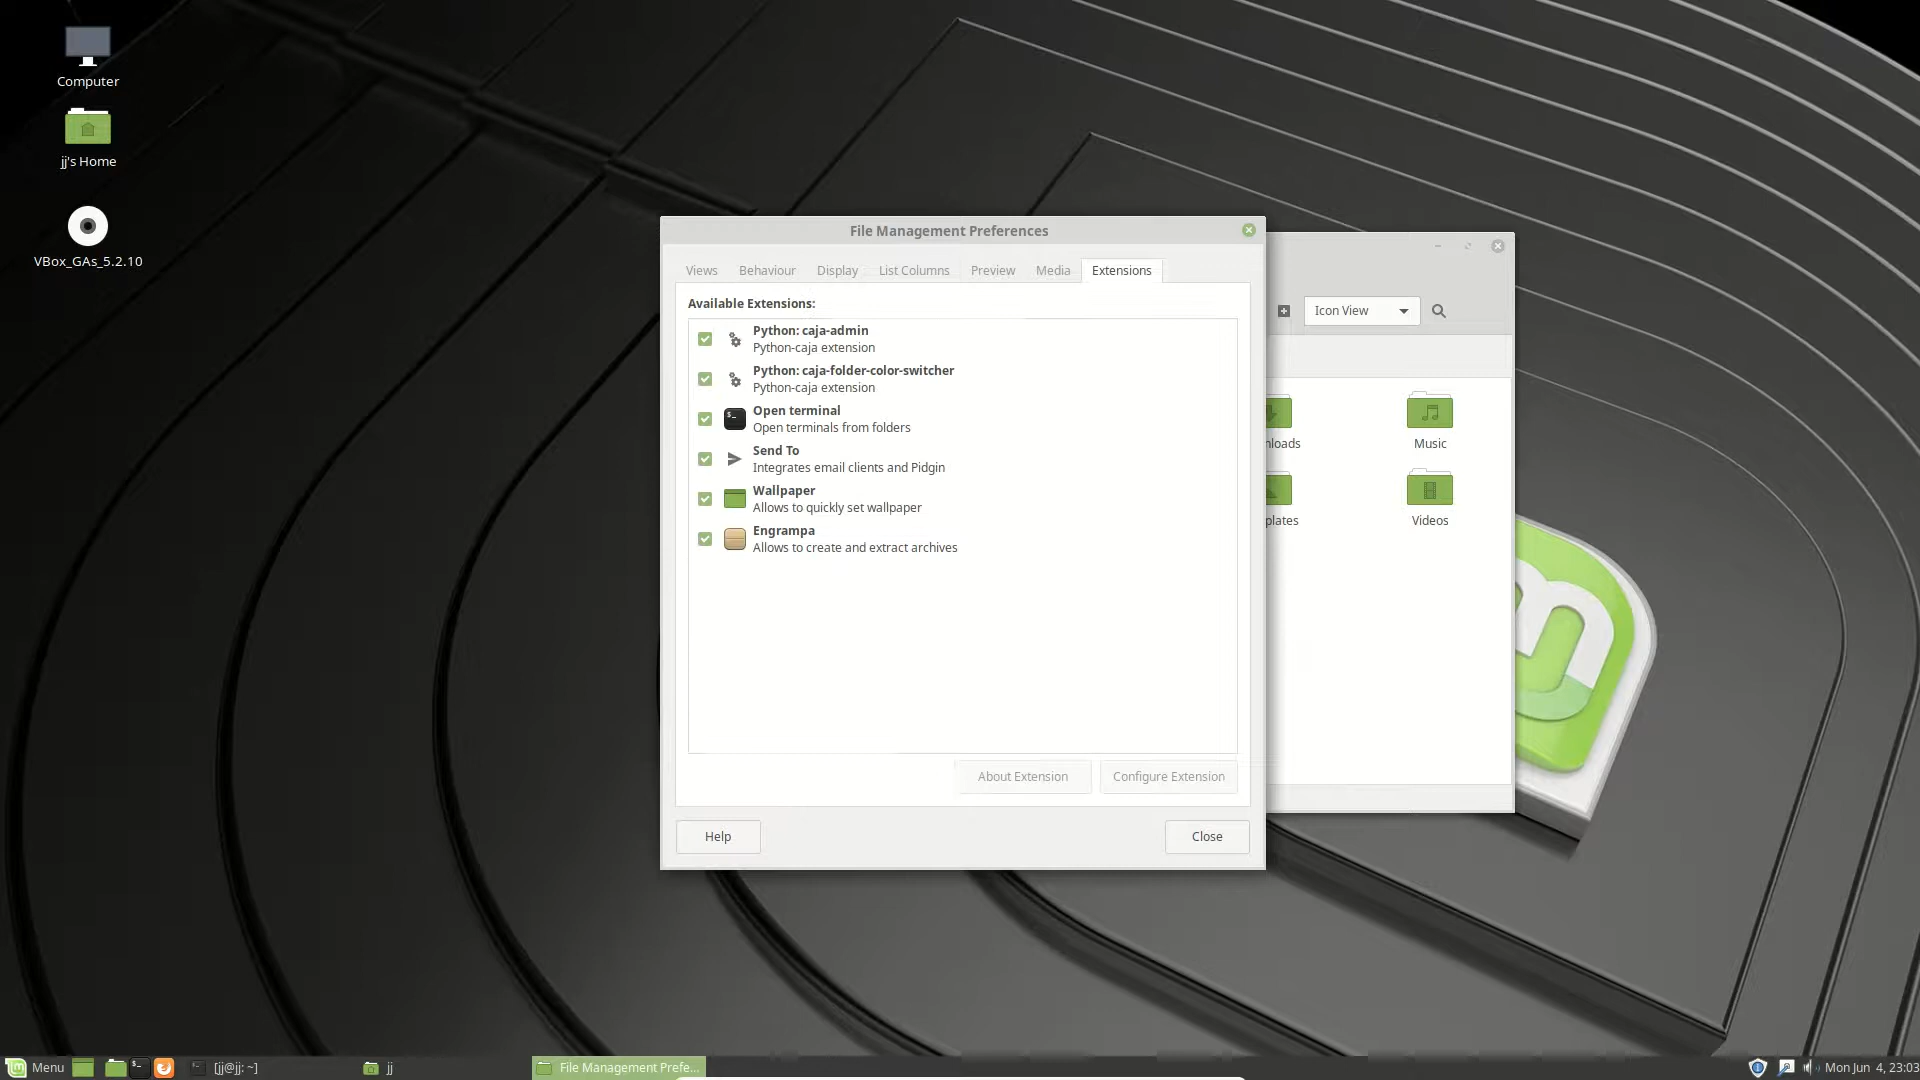 Computer
jj's Home
VBox_GAs_5.2.10
File Management Preferences
Views
Behaviour
Display
List Columns
Preview
Media
Extensions
Available Extensions:
Python: caja-admin
Python-caja extension
Python: caja-folder-color-switcher
Python-caja extension
Open terminal
Open terminals from folders
Send To
Integrates email clients and Pidgin
Wallpaper
Allows to quickly set wallpaper
Engrampa
Allows to create and extract archives
About Extension
Configure Extension
Help
Close
Icon View
nloads
Music
plates
Videos
Menu
[jj@jj: ~]
jj
File Management Prefe...
Mon Jun 4, 23:03